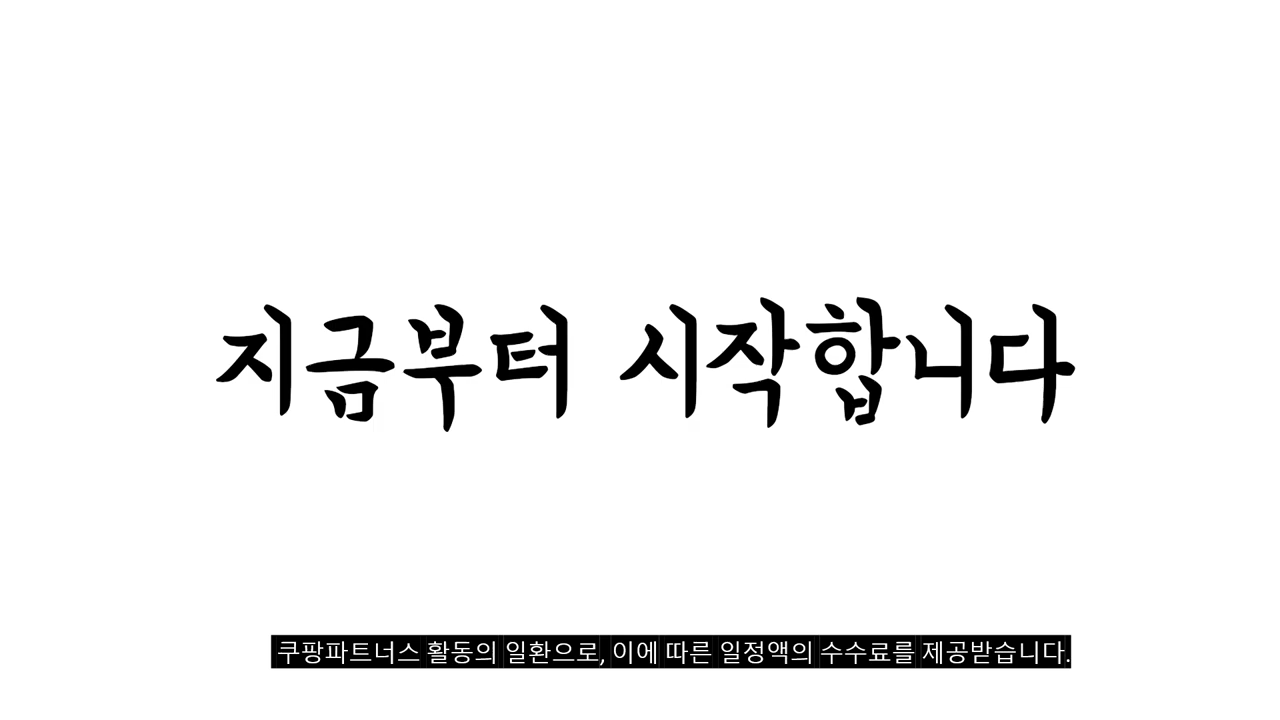 지금부터 시작합니다
쿠팡파트너스 활동의 일환으로, 이에 따른 일정액의 수수료를 제공받습니다.